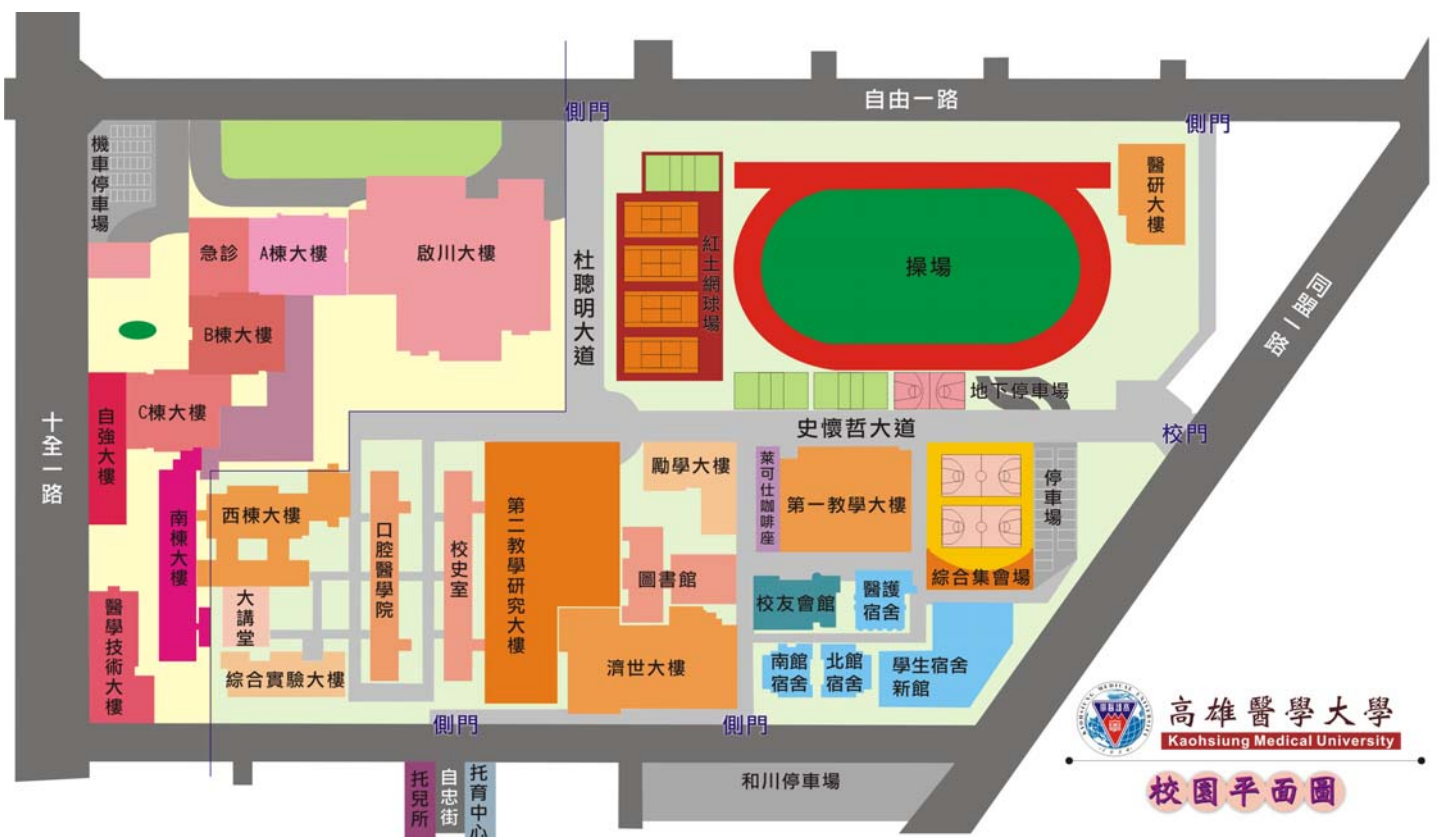 自由一路
側門
側門
機車停車場
醫研大樓
急診
A棟大樓
啟川大樓
杜聰明大道
紅土網球場
操場
同盟一路
B棟大樓
十全一路
自強大樓
C棟大樓
地下停車場
史懷哲大道
校門
南棟大樓
西棟大樓
口腔醫學院
校史室
第二教學研究大樓
勵學大樓
萊可仕咖啡座
第一教學大樓
停車場
綜合集會場
圖書館
校友會館
醫護
宿舍
醫學技術大樓
大講堂
綜合實驗大樓
濟世大樓
南館
宿舍
北館
宿舍
學生宿舍
新館
側門
側門
托兒所
自忠街
托育中心
和川停車場
KAOHSIUNG MEDICAL UNIVERSITY
高雄醫學大學
Kaohsiung Medical University
校園平面圖